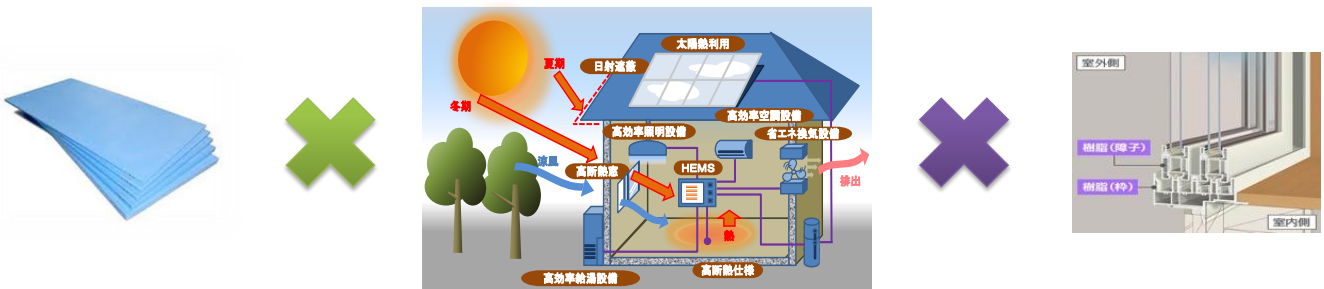 太陽熱利用
夏期
日射遮蔽
冬期
高効率空調設備
高効率照明設備
省エネ換気設備
涼風
高断熱窓
HEMS
排出
熱
高断熱仕様
高効率給湯設備
室外側
樹脂(障子)
樹脂(枠)
室内側